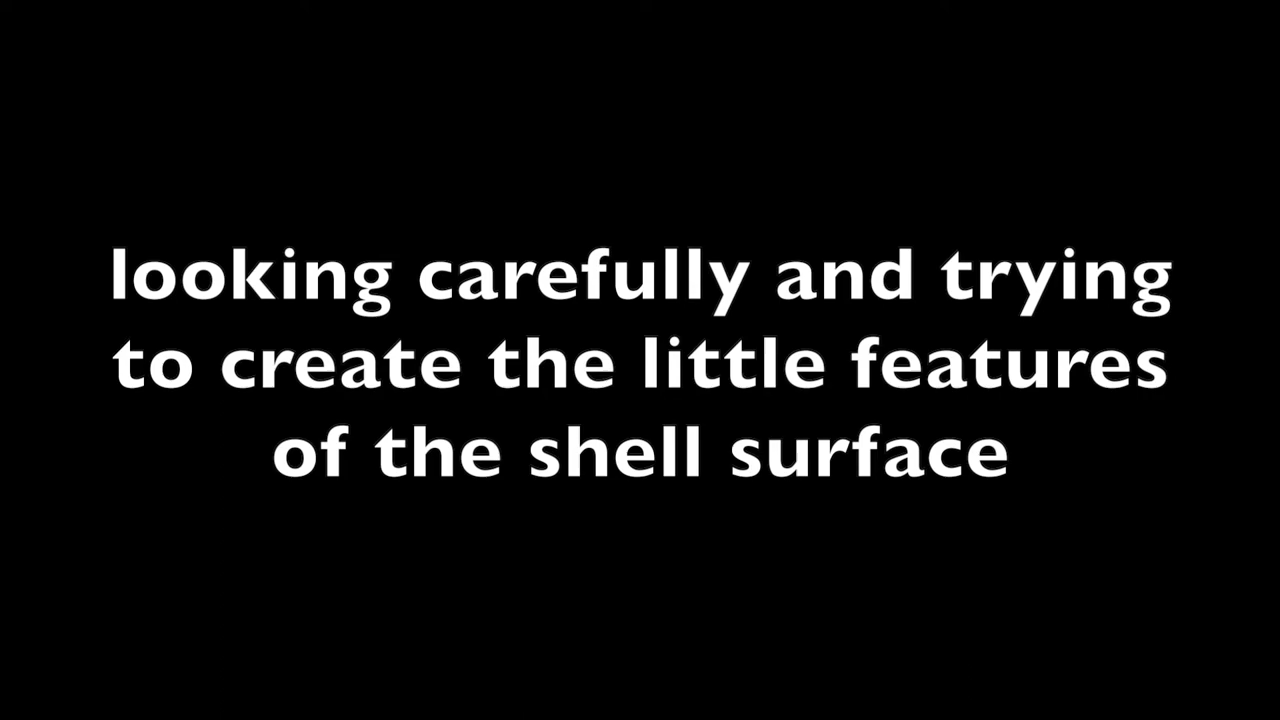 looking carefully and trying
to create the little features
of the shell surface